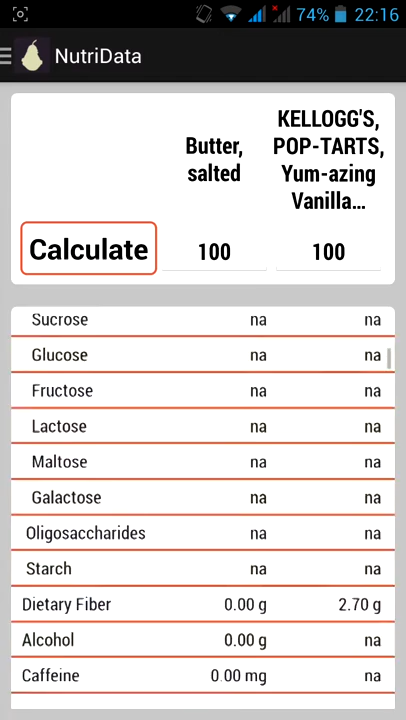 74% 22:16
NutriData
Butter,
salted
KELLOGG'S,
POP-TARTS,
Yum-azing
Vanilla...
Calculate 100 100
Sucrose na na
Glucose na na
Fructose na na
Lactose na na
Maltose na na
Galactose na na
Oligosaccharides na na
Starch na na
Dietary Fiber 0.00 g 2.70 g
Alcohol 0.00 g na
Caffeine 0.00 mg na